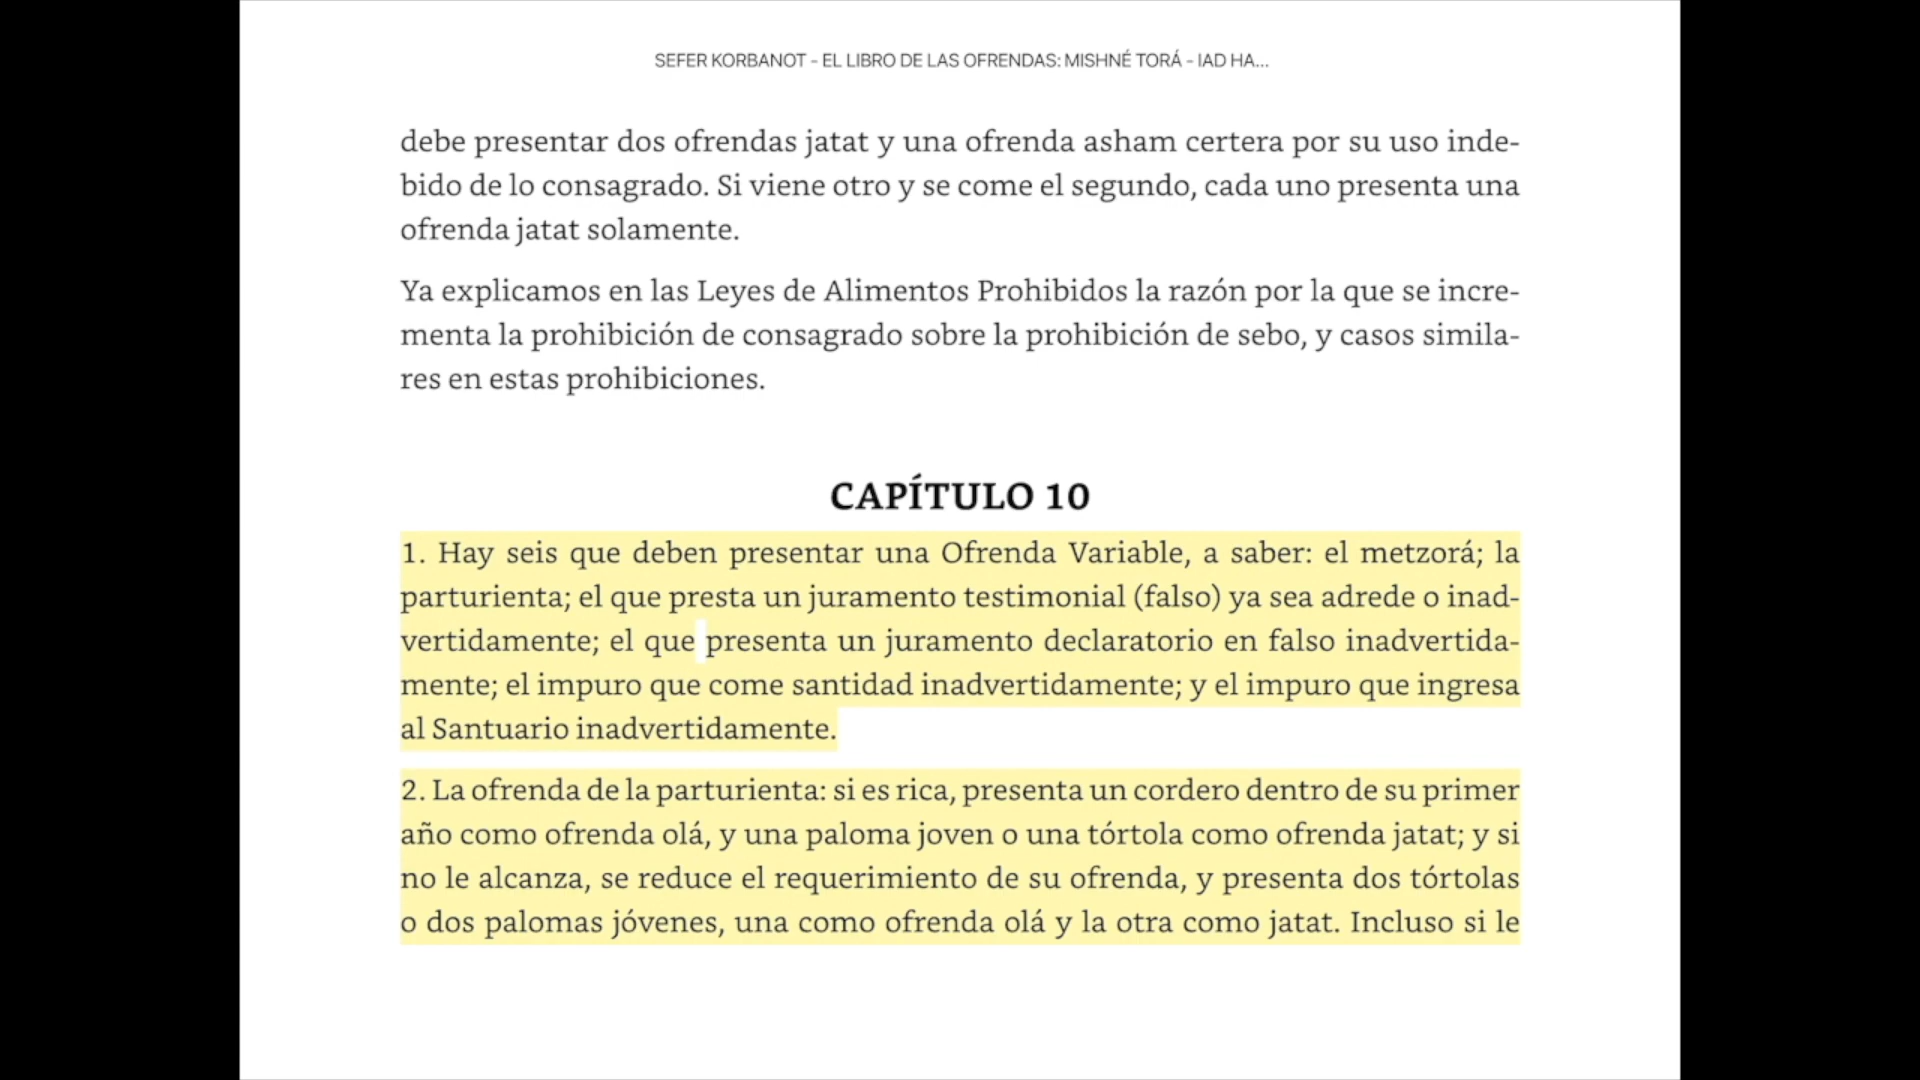 SEFER KORBANOT - EL LIBRO DE LAS OFRENDAS: MISHNÉ TORÁ - IAD HA...
debe presentar dos ofrendas jatat y una ofrenda asham certera por su uso inde-
bido de lo consagrado. Si viene otro y se come el segundo, cada uno presenta una
ofrenda jatat solamente.
Ya explicamos en las Leyes de Alimentos Prohibidos la razón por la que se incre-
menta la prohibición de consagrado sobre la prohibición de sebo, y casos simila-
res en estas prohibiciones.
CAPÍTULO 10
1. Hay seis que deben presentar una Ofrenda Variable, a saber: el metzorá; la
parturienta; el que presta un juramento testimonial (falso) ya sea adrede o inad-
vertidamente; el que presenta un juramento declaratorio en falso inadvertida-
mente; el impuro que come santidad inadvertidamente; y el impuro que ingresa
al Santuario inadvertidamente.
2. La ofrenda de la parturienta: si es rica, presenta un cordero dentro de su primer
año como ofrenda olá, y una paloma joven o una tórtola como ofrenda jatat; y si
no le alcanza, se reduce el requerimiento de su ofrenda, y presenta dos tórtolas
o dos palomas jóvenes, una como ofrenda olá y la otra como jatat. Incluso si le